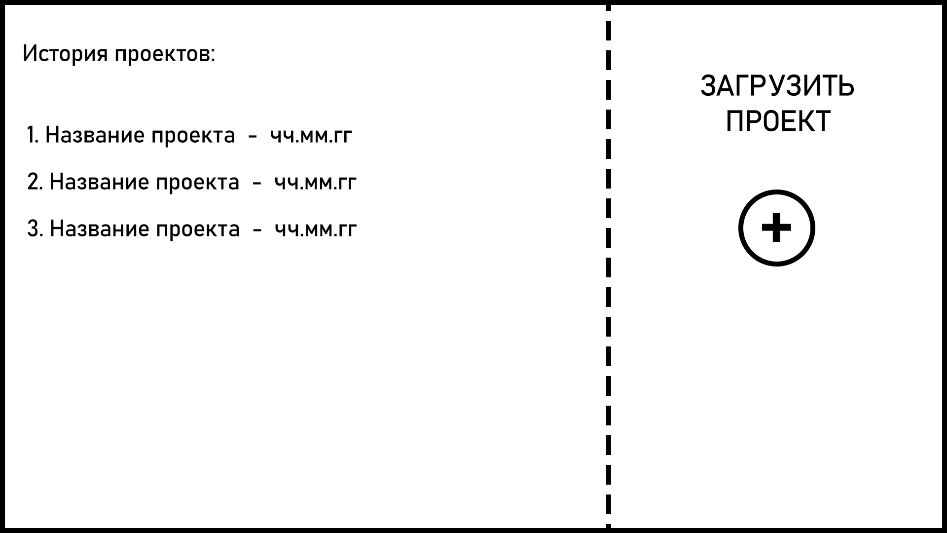 История проектов:
1. Название проекта - чч.мм.гг
2. Название проекта - чч.мм.гг
3. Название проекта - чч.мм.гг
ЗАГРУЗИТЬ
ПРОЕКТ
+